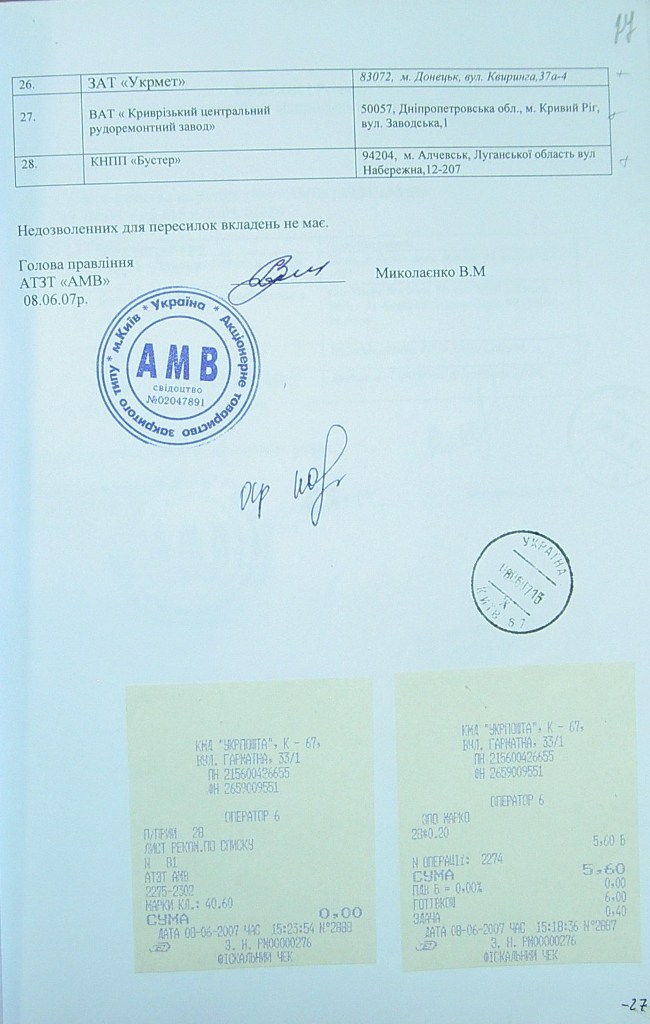 26. ЗАТ «Укрмет» 83072, м. Донецьк, вул. Квиринга,37а-4
27. ВАТ « Криврізький центральний рудоремонтний завод» 50057, Дніпропетровська обл., м. Кривий Ріг, вул. Заводська,1
28. КНПП «Бустер» 94204, м. Алчевськ, Луганської область вул Набережна,12-207
Недозволенних для пересилок вкладень не має.
Голова правління
АТЗТ «АМВ» Миколаєнко В.М
08.06.07р.
* м.Київ * Україна * Акціонерне товариство закритого типу
АМВ
свідоцтво
№02047891
УКРАЇНА
КИЇВ 67
КМД "УКРПОШТА", К - 67,
ВУЛ. ГАРМАТНА, 33/1
ПН 215600426655
ФН 2659009551
ОПЕРАТОР 6
П/ПРИЙ 28
ЛИСТ РЕКОМ.ПО СПИСКУ
N В1
АТЗТ АМВ
2275-2302
МАРКИ КЛ.: 40.60
СУМА 0,00
ДАТА 08-06-2007 ЧАС 15:23:54 N°2888
З. Н. РМ00000276
ФІСКАЛЬНИЙ ЧЕК
КМД "УКРПОШТА", К - 67,
ВУЛ. ГАРМАТНА, 33/1
ПН 215600426655
ФН 2659009551
ОПЕРАТОР 6
ЗПО МАРКО
28*0.20
5,60 Б
N ОПЕРАЦІЇ: 2274
СУМА 5,60
ПДВ Б = 0,00% 0,00
ГОТІВКОЮ 6,00
ЗДАЧА 0,40
ДАТА 08-06-2007 ЧАС 15:18:36 N°2887
З. Н. РМ00000276
ФІСКАЛЬНИЙ ЧЕК
-27